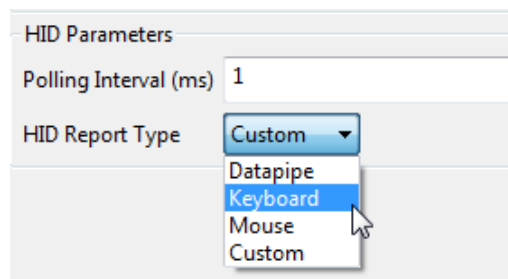 HID Parameters
Polling Interval (ms) 1
HID Report Type Custom
Datapipe
Keyboard
Mouse
Custom